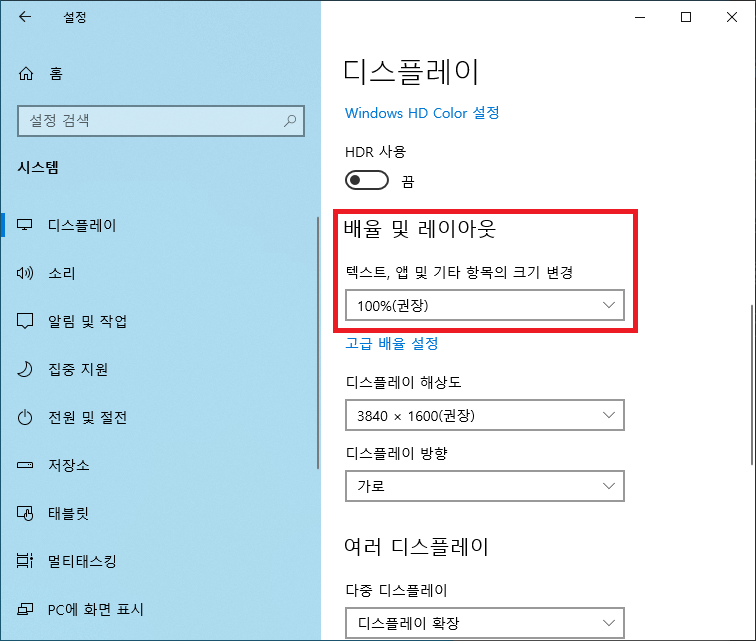 설정
홈
설정 검색
시스템
디스플레이
소리
알림 및 작업
집중 지원
전원 및 절전
저장소
태블릿
멀티태스킹
PC에 화면 표시
디스플레이
Windows HD Color 설정
HDR 사용
끔
배율 및 레이아웃
텍스트, 앱 및 기타 항목의 크기 변경
100%(권장)
고급 배율 설정
디스플레이 해상도
3840 × 1600(권장)
디스플레이 방향
가로
여러 디스플레이
다중 디스플레이
디스플레이 확장